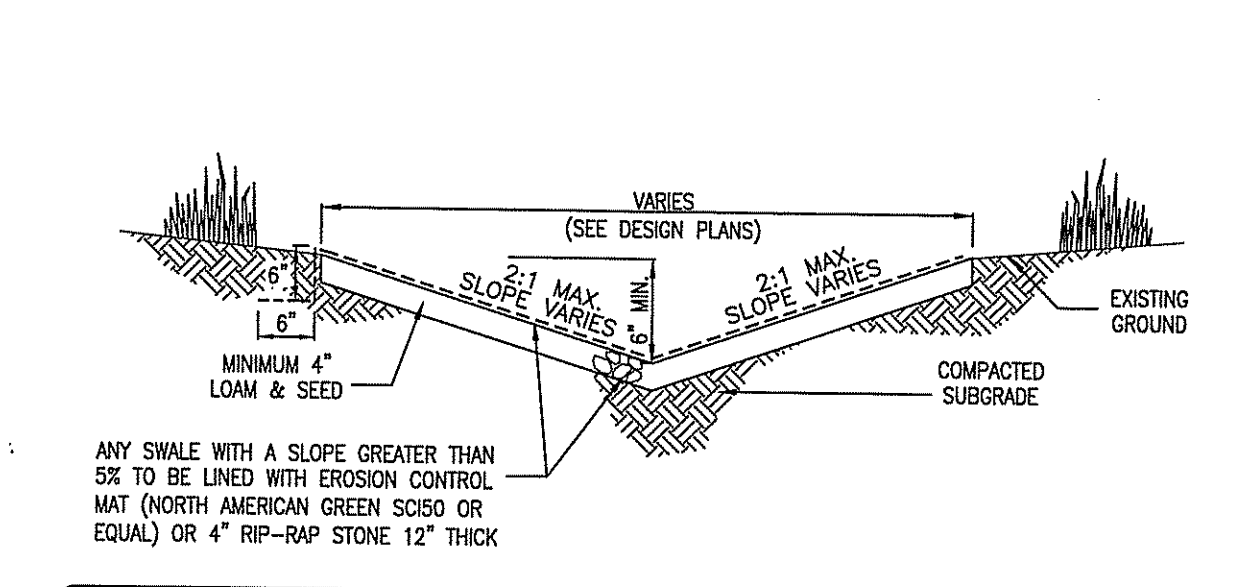 VARIES
(SEE DESIGN PLANS)
2:1 MAX.
SLOPE VARIES
6" MIN.
2:1 MAX.
SLOPE VARIES
6"
6"
EXISTING
GROUND
MINIMUM 4"
LOAM & SEED
COMPACTED
SUBGRADE
ANY SWALE WITH A SLOPE GREATER THAN
5% TO BE LINED WITH EROSION CONTROL
MAT (NORTH AMERICAN GREEN SC150 OR
EQUAL) OR 4" RIP-RAP STONE 12" THICK